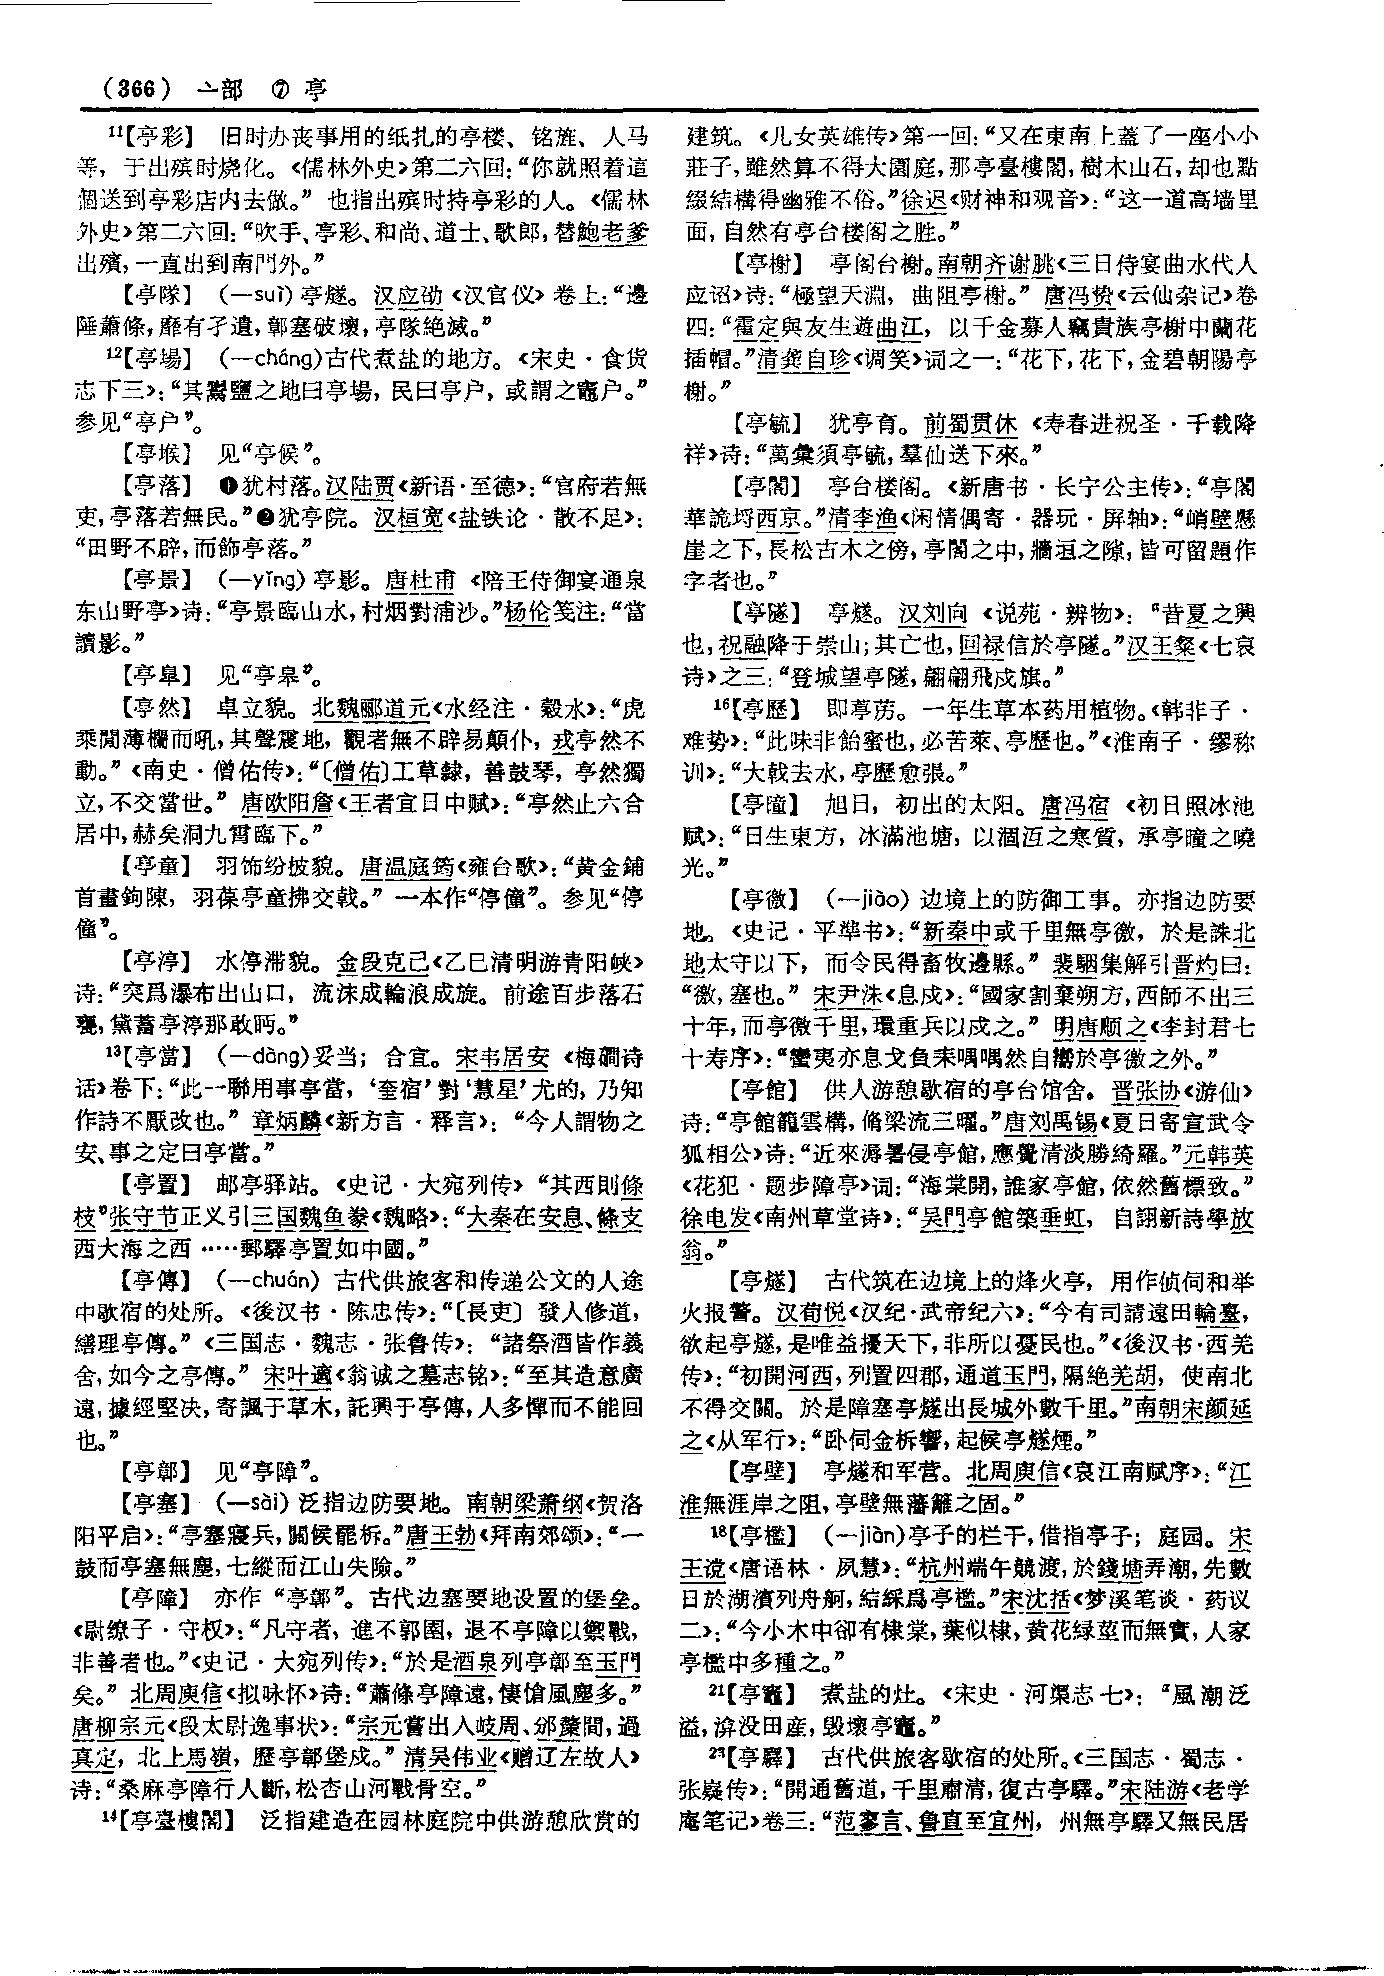 (366) 亠部 ⑦ 亭
¹¹【亭彩】 旧时办丧事用的纸扎的亭楼、铭旌、人马
等，于出殡时烧化。《儒林外史》第二六回：“你就照着這
個送到亭彩店内去做。” 也指出殡时持亭彩的人。《儒林
外史》第二六回：“吹手、亭彩、和尚、道士、歌郎，替鮑老爹
出殯，一直出到南門外。”
【亭隊】 （—suì）亭燧。汉应劭《汉官仪》卷上：“邊
陲蕭條，靡有孑遺，鄣塞破壞，亭隊絶滅。”
¹²【亭場】 （—cháng）古代煮盐的地方。《宋史·食货
志下三》：“其鬻鹽之地曰亭場，民曰亭户，或謂之竈户。”
参见“亭户”。
【亭堠】 见“亭候”。
【亭落】 ❶犹村落。汉陆贾《新语·至德》：“官府若無
吏，亭落若無民。”❷犹亭院。 汉桓宽《盐铁论·散不足》：
“田野不辟，而飾亭落。”
【亭景】 （—yǐng）亭影。唐杜甫《陪王侍御宴通泉
东山野亭》诗：“亭景臨山水，村烟對浦沙。”杨伦笺注：“當
讀影。”
【亭臯】 见“亭皋”。
【亭然】 卓立貌。北魏郦道元《水经注·穀水》：“虎
乘閒薄欄而吼，其聲震地，觀者無不辟易顛仆，戎亭然不
動。”《南史·僧佑传》：“〔僧佑〕工草隸，善鼓琴，亭然獨
立，不交當世。” 唐欧阳詹《王者宜日中赋》：“亭然止六合
居中，赫矣洞九霄臨下。”
【亭童】 羽饰纷披貌。唐温庭筠《雍台歌》：“黄金鋪
首畫鉤陳，羽葆亭童拂交戟。” 一本作“停僮”。参见“停
僮”。
【亭渟】 水停滞貌。金段克己《乙巳清明游青阳峡》
诗：“突爲瀑布出山口，流沫成輪浪成旋。前途百步落石
甕，黛蓄亭渟那敢眄。”
¹³【亭當】 （—dàng）妥当；合宜。宋韦居安《梅磵诗
话》卷下：“此一聯用事亭當，‘奎宿’對‘慧星’尤的，乃知
作詩不厭改也。” 章炳麟《新方言·释言》：“今人謂物之
安、事之定曰亭當。”
【亭置】 邮亭驿站。《史记·大宛列传》“其西則條
枝”张守节正义引三国魏鱼豢《魏略》：“大秦在安息、條支
西大海之西……郵驛亭置如中國。”
【亭傳】 （—chuán）古代供旅客和传递公文的人途
中歇宿的处所。《後汉书·陈忠传》：“〔長吏〕發人修道，
繕理亭傳。”《三国志·魏志·张鲁传》：“諸祭酒皆作義
舍，如今之亭傳。” 宋叶適《翁诚之墓志铭》：“至其造意廣
遠，據經堅决，寄諷于草木，託興于亭傳，人多憚而不能回
也。”
【亭鄣】 见“亭障”。
【亭塞】 （—sài）泛指边防要地。南朝梁萧纲《贺洛
阳平启》：“亭塞寢兵，關候罷柝。”唐王勃《拜南郊颂》：“一
鼓而亭塞無塵，七縱而江山失險。”
【亭障】 亦作“亭鄣”。古代边塞要地设置的堡垒。
《尉缭子·守权》：“凡守者，進不郭圉，退不亭障以禦戰，
非善者也。”《史记·大宛列传》：“於是酒泉列亭鄣至玉門
矣。” 北周庾信《拟咏怀》诗：“蕭條亭障遠，悽愴風塵多。”
唐柳宗元《段太尉逸事状》：“宗元嘗出入岐周、邠斄間，過
真定，北上馬嶺，歷亭鄣堡戍。” 清吴伟业《赠辽左故人》
诗：“桑麻亭障行人斷，松杏山河戰骨空。”
¹⁴【亭臺樓閣】 泛指建造在园林庭院中供游憩欣赏的
建筑。《儿女英雄传》第一回：“又在東南上蓋了一座小小
莊子，雖然算不得大園庭，那亭臺樓閣，樹木山石，却也點
綴結構得幽雅不俗。”徐迟《财神和观音》：“这一道高墙里
面，自然有亭台楼阁之胜。”
【亭榭】 亭阁台榭。南朝齐谢朓《三日侍宴曲水代人
应诏》诗：“極望天淵，曲阻亭榭。” 唐冯贽《云仙杂记》卷
四：“霍定與友生遊曲江，以千金募人竊貴族亭榭中蘭花
插帽。”清龚自珍《调笑》词之一：“花下，花下，金碧朝陽亭
榭。”
【亭毓】 犹亭育。前蜀贯休《寿春进祝圣·千载降
祥》诗：“萬彙須亭毓，羣仙送下來。”
【亭閣】 亭台楼阁。《新唐书·长宁公主传》：“亭閣
華詭埒西京。”清李渔《闲情偶寄·器玩·屏轴》：“峭壁懸
崖之下，長松古木之傍，亭閣之中，牆垣之隙，皆可留題作
字者也。”
【亭隧】 亭燧。汉刘向《说苑·辨物》：“昔夏之興
也，祝融降于崇山；其亡也，回禄信於亭隧。”汉王粲《七哀
诗》之三：“登城望亭隧，翩翩飛戍旗。”
¹⁶【亭歷】 即葶苈。一年生草本药用植物。《韩非子·
难势》：“此味非飴蜜也，必苦萊、亭歷也。”《淮南子·缪称
训》：“大戟去水，亭歷愈張。”
【亭曈】 旭日，初出的太阳。唐冯宿《初日照冰池
赋》：“日生東方，冰滿池塘，以涸沍之寒質，承亭曈之曉
光。”
【亭徼】 （—jiào）边境上的防御工事。亦指边防要
地。《史记·平準书》：“新秦中或千里無亭徼，於是誅北
地太守以下，而令民得畜牧邊縣。” 裴駰集解引晋灼曰：
“徼，塞也。” 宋尹洙《息戍》：“國家割棄朔方，西師不出三
十年，而亭徼千里，環重兵以戍之。” 明唐顺之《李封君七
十寿序》：“蠻夷亦息戈負耒喁喁然自嚮於亭徼之外。”
【亭館】 供人游憩歇宿的亭台馆舍。晋张协《游仙》
诗：“亭館籠雲構，脩梁流三曜。”唐刘禹锡《夏日寄宣武令
狐相公》诗：“近來溽暑侵亭館，應覺清淡勝綺羅。”元韩英
《花犯·题步障亭》词：“海棠開，誰家亭館，依然舊標致。”
徐电发《南州草堂诗》：“吴門亭館築垂虹，自詡新詩學放
翁。”
【亭燧】 古代筑在边境上的烽火亭，用作侦伺和举
火报警。汉荀悦《汉纪·武帝纪六》：“今有司請遠田輪臺，
欲起亭燧，是唯益擾天下，非所以憂民也。”《後汉书·西羌
传》：“初開河西，列置四郡，通道玉門，隔絶羌胡，使南北
不得交關。於是障塞亭燧出長城外數千里。”南朝宋颜延
之《从军行》：“卧伺金柝響，起候亭燧煙。”
【亭壁】 亭燧和军营。北周庾信《哀江南赋序》：“江
淮無涯岸之阻，亭壁無藩籬之固。”
¹⁸【亭檻】 （—jiàn）亭子的栏干，借指亭子；庭园。宋
王谠《唐语林·夙慧》：“杭州端午競渡，於錢塘弄潮，先數
日於湖濱列舟舸，結綵爲亭檻。”宋沈括《梦溪笔谈·药议
二》：“今小木中卻有棣棠，葉似棣，黄花緑莖而無實，人家
亭檻中多種之。”
²¹【亭竈】 煮盐的灶。《宋史·河渠志七》：“風潮泛
溢，渰没田産，毁壞亭竈。”
²³【亭驛】 古代供旅客歇宿的处所。《三国志·蜀志·
张嶷传》：“開通舊道，千里肅清，復古亭驛。”宋陆游《老学
庵笔记》卷三：“范寥言、魯直至宜州，州無亭驛又無民居